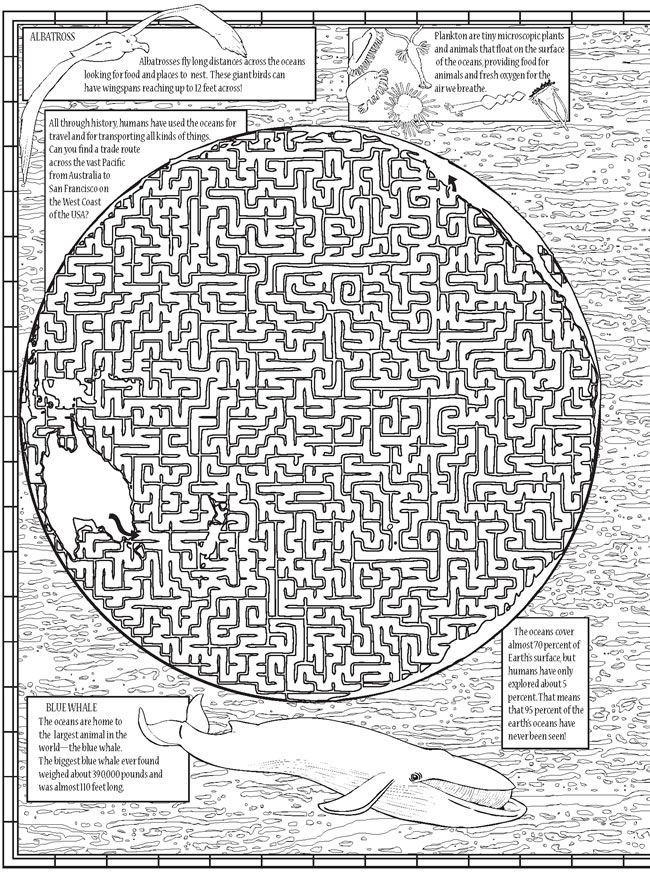 ALBATROSS
Albatrosses fly long distances across the oceans
looking for food and places to nest. These giant birds can
have wingspans reaching up to 12 feet across!
Plankton are tiny microscopic plants
and animals that float on the surface
of the oceans, providing food for
animals and fresh oxygen for the
air we breathe.
All through history, humans have used the oceans for
travel and for transporting all kinds of things.
Can you find a trade route
across the vast Pacific
from Australia to
San Francisco on
the West Coast
of the USA?
The oceans cover
almost 70 percent of
Earth's surface, but
humans have only
explored about 5
percent. That means
that 95 percent of the
earth's oceans have
never been seen!
BLUE WHALE
The oceans are home to
the largest animal in the
world—the blue whale.
The biggest blue whale ever found
weighed about 390,000 pounds and
was almost 110 feet long.